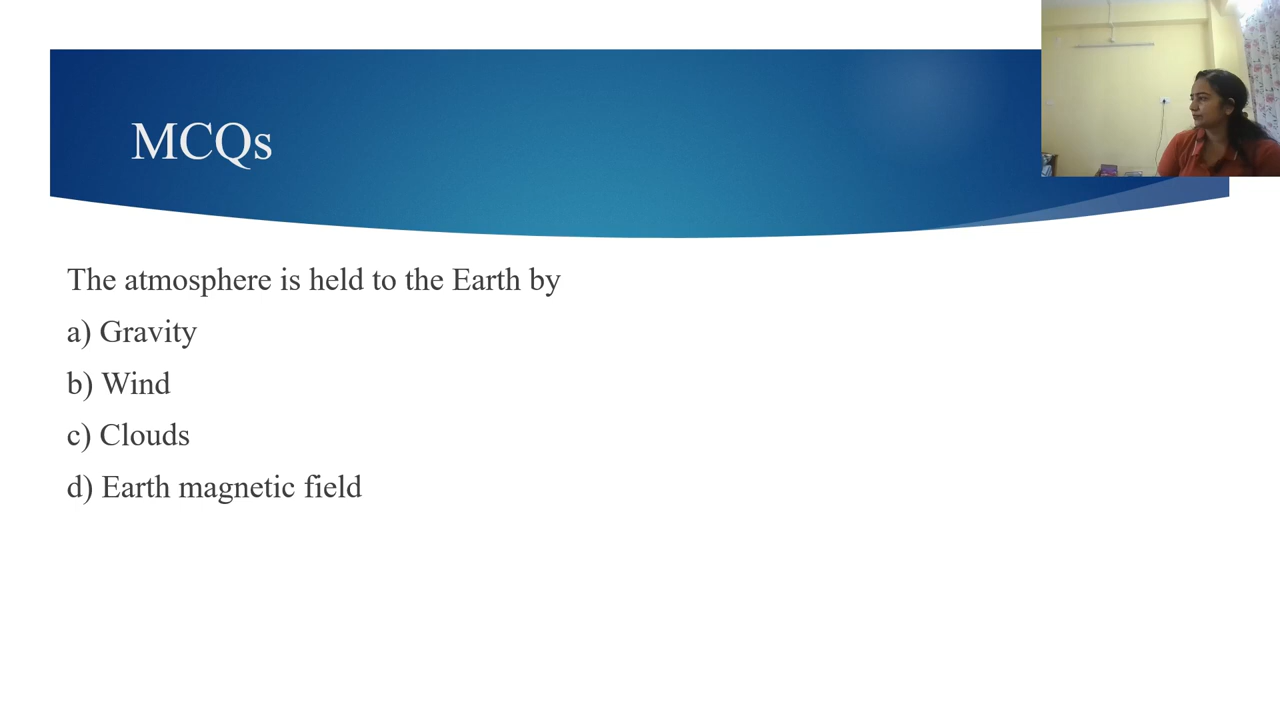 MCQs
The atmosphere is held to the Earth by
a) Gravity
b) Wind
c) Clouds
d) Earth magnetic field